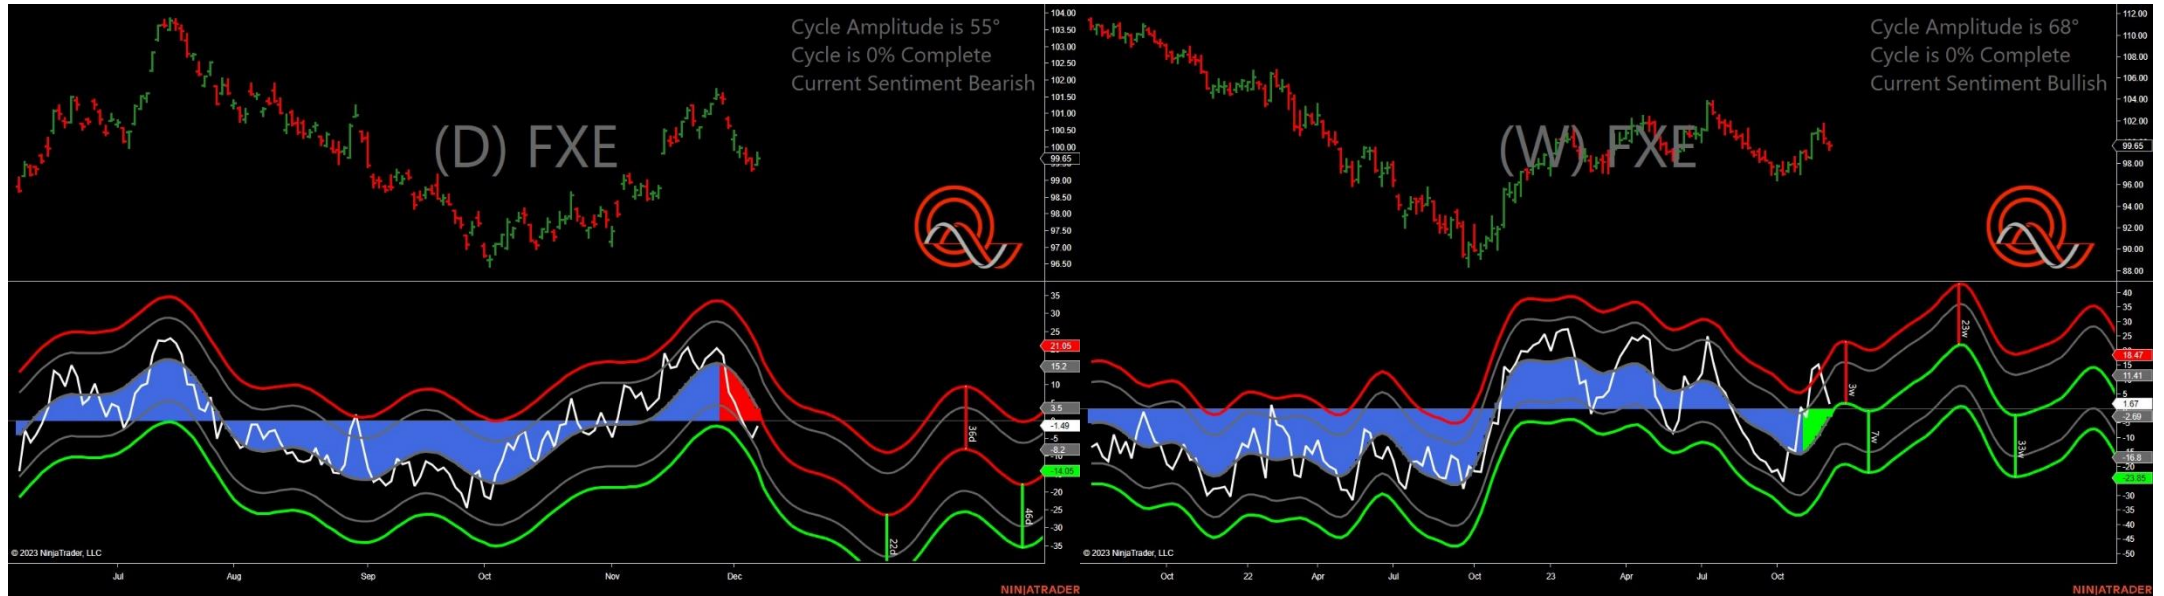 Cycle Amplitude is 55°
Cycle is 0% Complete
Current Sentiment Bearish
(D) FXE
104.00
103.50
103.00
102.50
102.00
101.50
101.00
100.50
100.00
99.65
99.00
98.50
98.00
97.50
97.00
96.50
35
30
25
21.05
15.2
10
5
3.5
-1.49
-5
-8.2
-14.05
-20
-25
-30
-35
36d
46d
22d
© 2023 NinjaTrader, LLC
Jul
Aug
Sep
Oct
Nov
Dec
NINJATRADER
Cycle Amplitude is 68°
Cycle is 0% Complete
Current Sentiment Bullish
(W) FXE
112.00
110.00
108.00
106.00
104.00
102.00
99.65
98.00
96.00
94.00
92.00
90.00
88.00
40
35
30
25
18.47
15
11.41
5
1.67
-2.69
-5
-10
-16.8
-20
-23.85
-30
-35
-40
-45
-50
23w
3w
7w
33w
© 2023 NinjaTrader, LLC
Oct
22
Apr
Jul
Oct
23
Apr
Jul
Oct
NINJATRADER